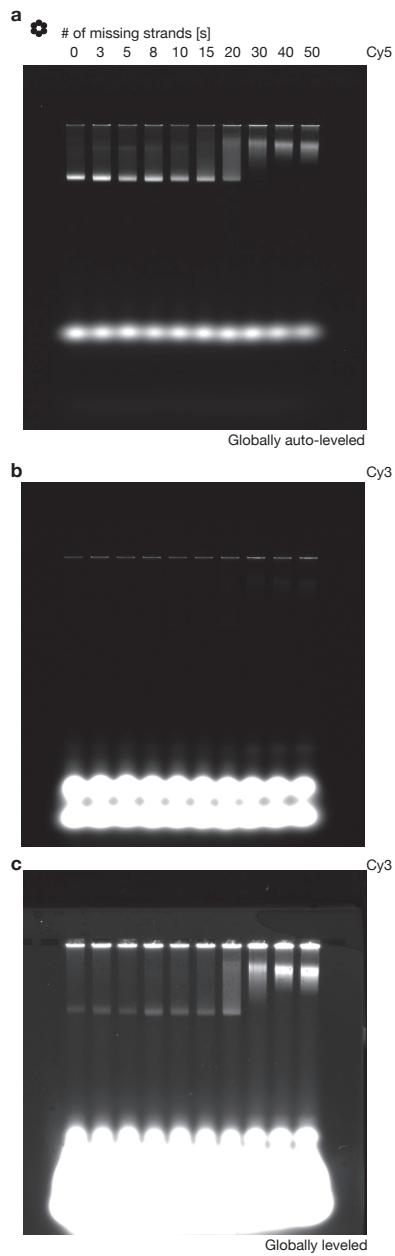 a
# of missing strands [s]
0 3 5 8 10 15 20 30 40 50 Cy5
Globally auto-leveled
b Cy3
c Cy3
Globally leveled